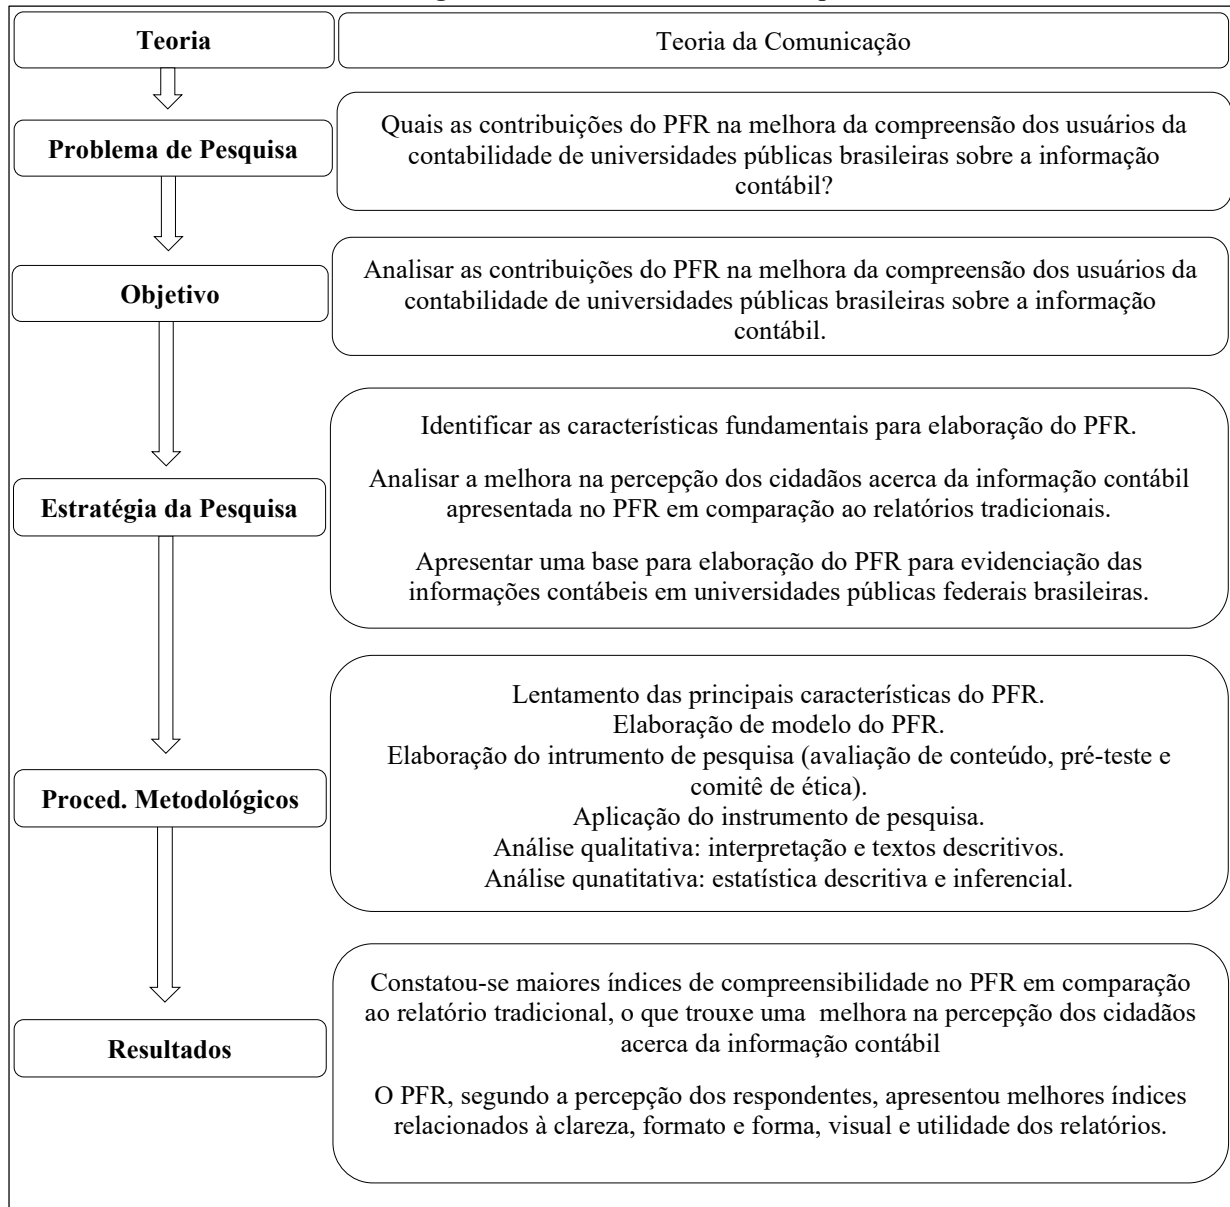 Teoria
Teoria da Comunicação
Problema de Pesquisa
Quais as contribuições do PFR na melhora da compreensão dos usuários da
contabilidade de universidades públicas brasileiras sobre a informação
contábil?
Objetivo
Analisar as contribuições do PFR na melhora da compreensão dos usuários da
contabilidade de universidades públicas brasileiras sobre a informação
contábil.
Estratégia da Pesquisa
Identificar as características fundamentais para elaboração do PFR.
Analisar a melhora na percepção dos cidadãos acerca da informação contábil
apresentada no PFR em comparação ao relatórios tradicionais.
Apresentar uma base para elaboração do PFR para evidenciação das
informações contábeis em universidades públicas federais brasileiras.
Proced. Metodológicos
Lentamento das principais características do PFR.
Elaboração de modelo do PFR.
Elaboração do intrumento de pesquisa (avaliação de conteúdo, pré-teste e
comitê de ética).
Aplicação do instrumento de pesquisa.
Análise qualitativa: interpretação e textos descritivos.
Análise qunatitativa: estatística descritiva e inferencial.
Resultados
Constatou-se maiores índices de compreensibilidade no PFR em comparação
ao relatório tradicional, o que trouxe uma melhora na percepção dos cidadãos
acerca da informação contábil
O PFR, segundo a percepção dos respondentes, apresentou melhores índices
relacionados à clareza, formato e forma, visual e utilidade dos relatórios.